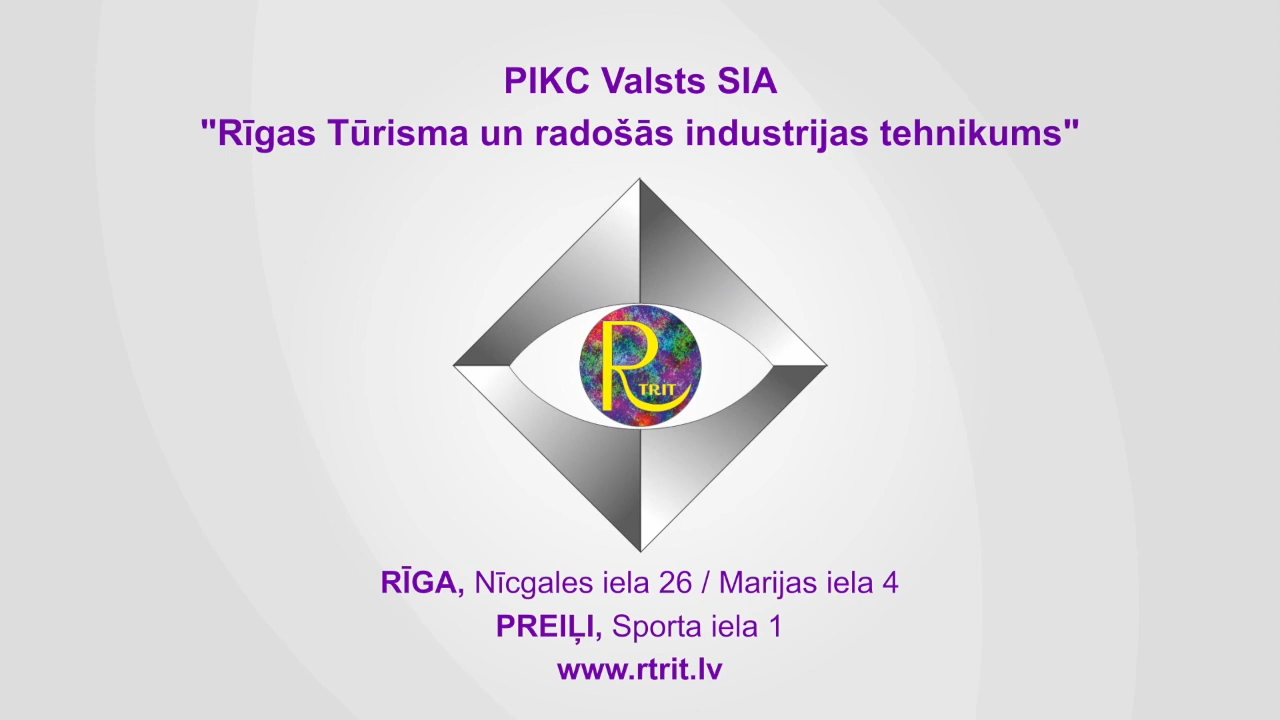 PIKC Valsts SIA
"Rīgas Tūrisma un radošās industrijas tehnikums"
R
TRIT
RĪGA, Nīcgales iela 26 / Marijas iela 4
PREIĻI, Sporta iela 1
www.rtrit.lv